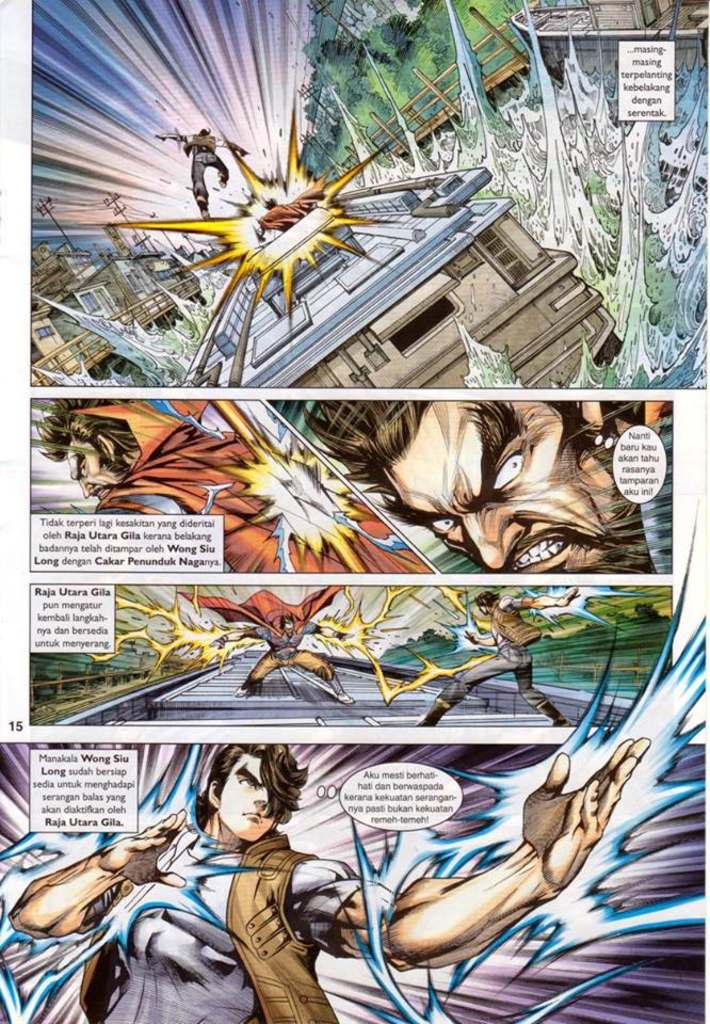 ...masing-
masing
terpelanting
kebelakang
dengan
serentak.
Nanti
baru kau
akan tahu
rasanya
tamparan
aku ini!
Tidak terperi lagi kesakitan yang dideritai
oleh Raja Utara Gila kerana belakang
badannya telah ditampar oleh Wong Siu
Long dengan Cakar Penunduk Naganya.
Raja Utara Gila
pun mengatur
kembali langkah-
nya dan bersedia
untuk menyerang.
15
Manakala Wong Siu
Long sudah bersiap
sedia untuk menghadapi
serangan balas yang
akan diaktifkan oleh
Raja Utara Gila.
Aku mesti berhati-
hati dan berwaspada
kerana kekuatan serangan-
nya pasti bukan kekuatan
remeh-temeh!